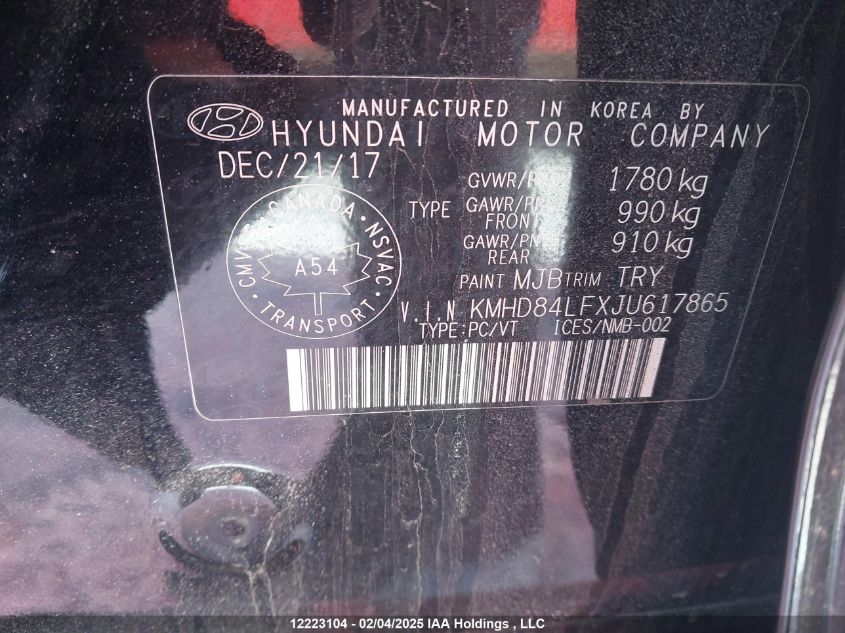 MANUFACTURED IN KOREA BY
HYUNDAI MOTOR COMPANY
DEC/21/17
GVWR/ 1780 kg
TYPE GAWR/ FRONT 990 kg
GAWR/ REAR 910 kg
CANADA · NSVAC · TRANSPORT ·
A54
PAINT MJB TRIM TRY
V.I.N KMHD84LFXJU617865
TYPE:PC/VT ICES/NMB-002
12223104 - 02/04/2025 IAA Holdings , LLC